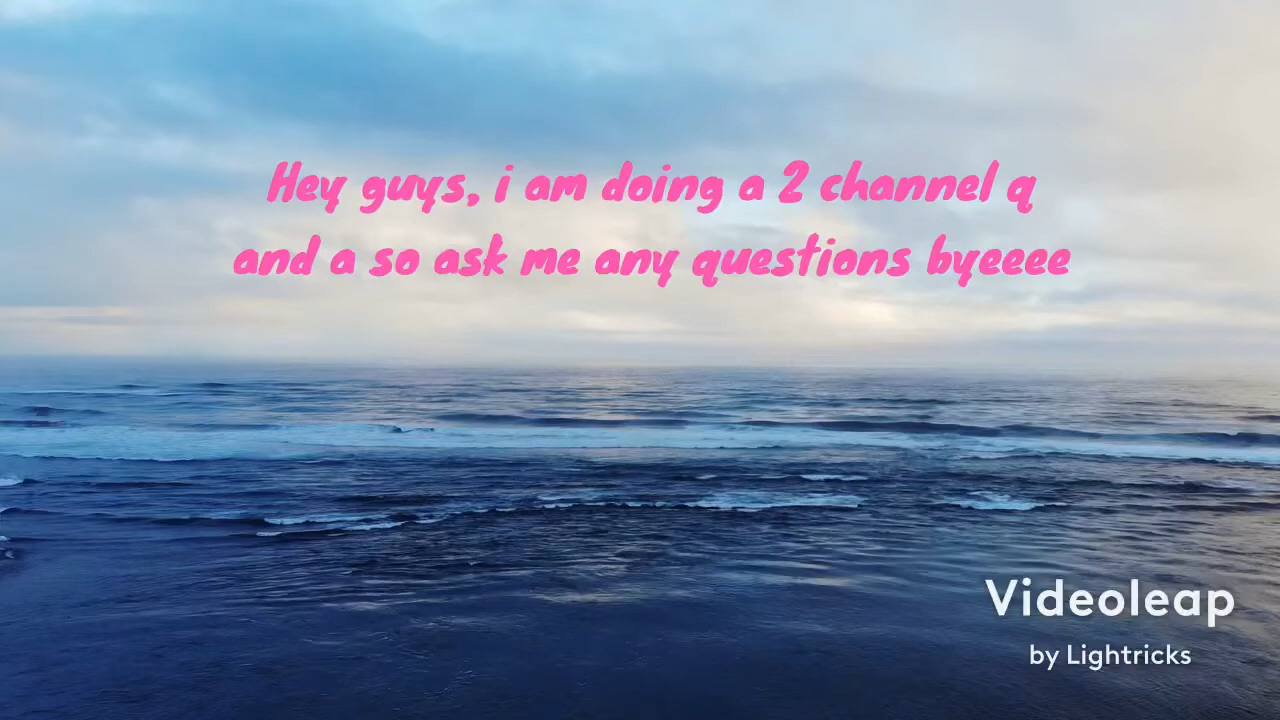 Hey guys, i am doing a 2 channel q
and a so ask me any questions byeeee
Videoleap
by Lightricks